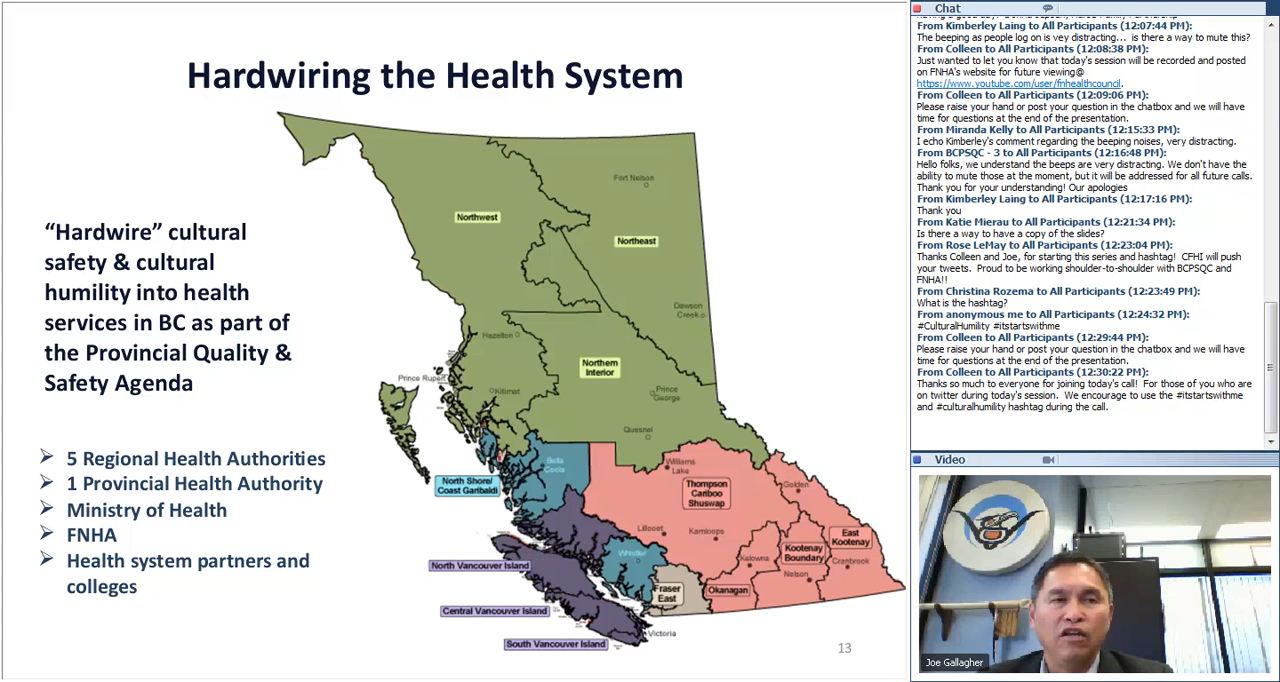 Hardwiring the Health System
“Hardwire” cultural
safety & cultural
humility into health
services in BC as part of
the Provincial Quality &
Safety Agenda
➢ 5 Regional Health Authorities
➢ 1 Provincial Health Authority
➢ Ministry of Health
➢ FNHA
➢ Health system partners and
colleges
Fort Nelson
Northwest
Northeast
Dawson
Creek
Hazelton
Northern
Interior
Prince Rupert
Kitimat
Prince
George
Quesnel
Bella
Coola
Williams
Lake
North Shore/
Coast Garibaldi
Thompson
Cariboo
Shuswap
Golden
Lillooet
Kamloops
East
Kootenay
Kootenay
Boundary
Whistler
Kelowna
Cranbrook
North Vancouver Island
Nelson
Fraser
East
Okanagan
Central Vancouver Island
Victoria
South Vancouver Island
13
Chat
From Kimberley Laing to All Participants (12:07:44 PM):
The beeping as people log on is vey distracting... is there a way to mute this?
From Colleen to All Participants (12:08:38 PM):
Just wanted to let you know that today's session will be recorded and posted
on FNHA's website for future viewing@
https://www.youtube.com/user/fnhealthcouncil.
From Colleen to All Participants (12:09:06 PM):
Please raise your hand or post your question in the chatbox and we will have
time for questions at the end of the presentation.
From Miranda Kelly to All Participants (12:15:33 PM):
I echo Kimberley's comment regarding the beeping noises, very distracting.
From BCPSQC - 3 to All Participants (12:16:48 PM):
Hello folks, we understand the beeps are very distracting. We don't have the
ability to mute those at the moment, but it will be addressed for all future calls.
Thank you for your understanding! Our apologies
From Kimberley Laing to All Participants (12:17:16 PM):
Thank you
From Katie Mierau to All Participants (12:21:34 PM):
Is there a way to have a copy of the slides?
From Rose LeMay to All Participants (12:23:04 PM):
Thanks Colleen and Joe, for starting this series and hashtag! CFHI will push
your tweets. Proud to be working shoulder-to-shoulder with BCPSQC and
FNHA!!
From Christina Rozema to All Participants (12:23:49 PM):
What is the hashtag?
From anonymous me to All Participants (12:24:32 PM):
#CulturalHumility #itstartswithme
From Colleen to All Participants (12:29:44 PM):
Please raise your hand or post your question in the chatbox and we will have
time for questions at the end of the presentation.
From Colleen to All Participants (12:30:22 PM):
Thanks so much to everyone for joining today's call! For those of you who are
on twitter during today's session. We encourage to use the #itstartswithme
and #culturalhumility hashtag during the call.
Video
Joe Gallagher